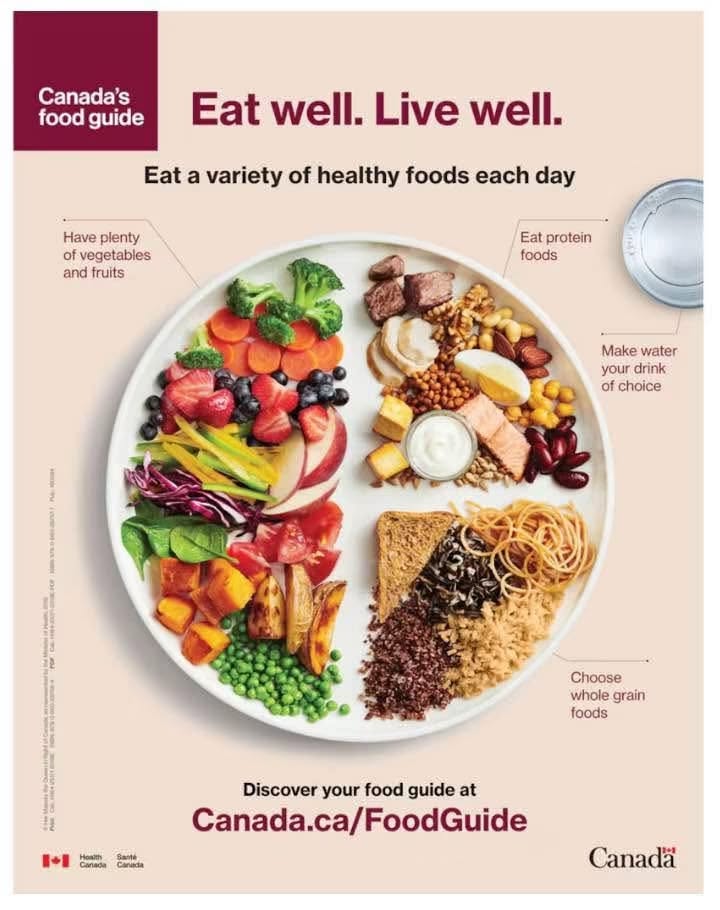 Canada's
food guide
Eat well. Live well.
Eat a variety of healthy foods each day
Have plenty
of vegetables
and fruits
Eat protein
foods
Make water
your drink
of choice
Choose
whole grain
foods
Discover your food guide at
Canada.ca/FoodGuide
Health Santé
Canada Canada
Canada